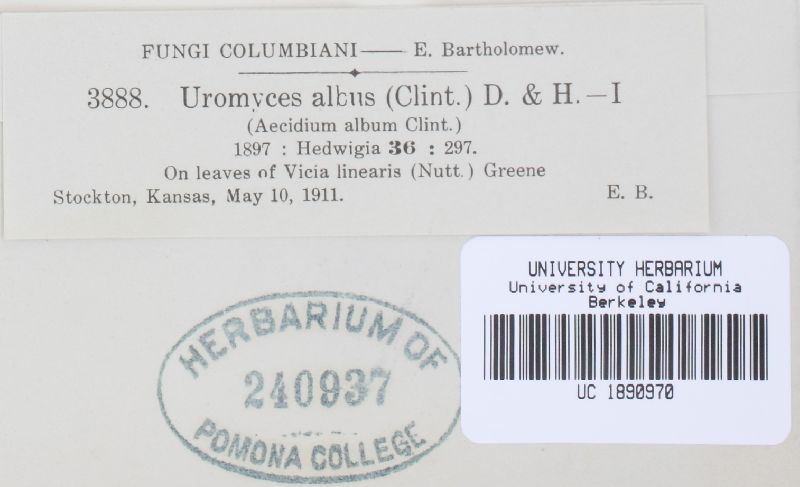 FUNGI COLUMBIANI—— E. Bartholomew.
3888. Uromyces albus (Clint.) D. & H.—I
(Aecidium album Clint.)
1897 : Hedwigia 36 : 297.
On leaves of Vicia linearis (Nutt.) Greene
Stockton, Kansas, May 10, 1911. E. B.
UNIVERSITY HERBARIUM
University of California
Berkeley
UC 1890970
HERBARIUM OF
240937
POMONA COLLEGE